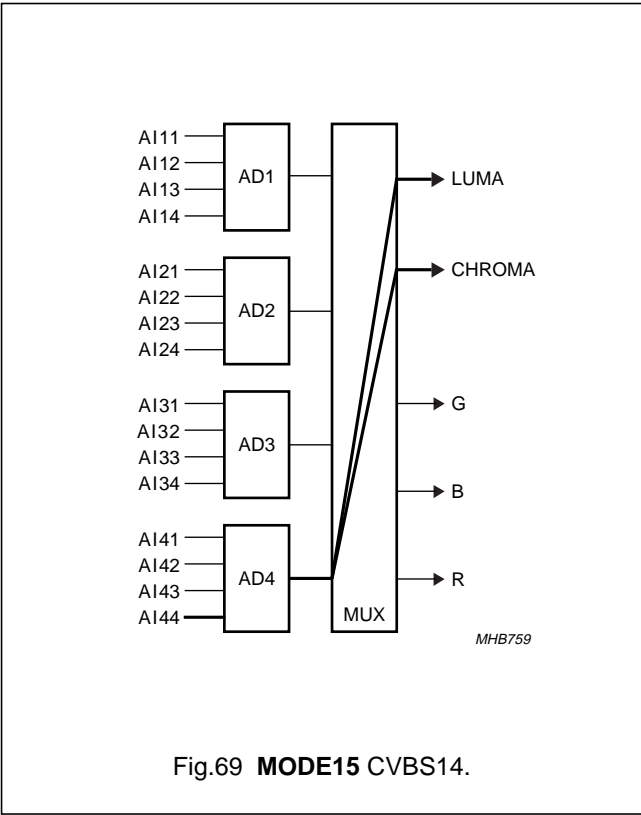 AI11
AI12
AI13
AI14
AD1
LUMA
CHROMA
AI21
AI22
AI23
AI24
AD2
G
AI31
AI32
AI33
AI34
AD3
B
AI41
AI42
AI43
AI44
AD4
R
MUX
MHB759
Fig.69 MODE15 CVBS14.